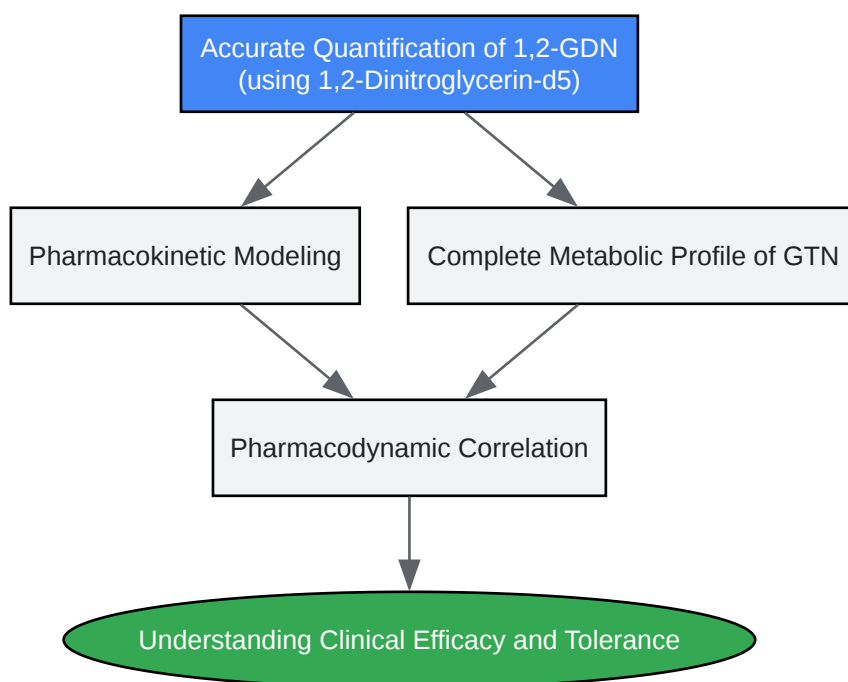 Accurate Quantification of 1,2-GDN
(using 1,2-Dinitroglycerin-d5)
Pharmacokinetic Modeling
Complete Metabolic Profile of GTN
Pharmacodynamic Correlation
Understanding Clinical Efficacy and Tolerance